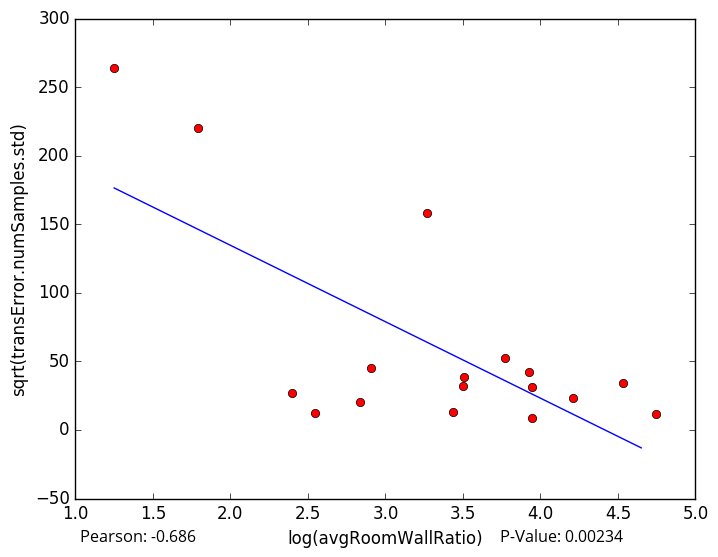 300
250
200
150
100
50
0
−50
sqrt(transError.numSamples.std)
1.0 1.5 2.0 2.5 3.0 3.5 4.0 4.5 5.0
Pearson: -0.686 log(avgRoomWallRatio) P-Value: 0.00234